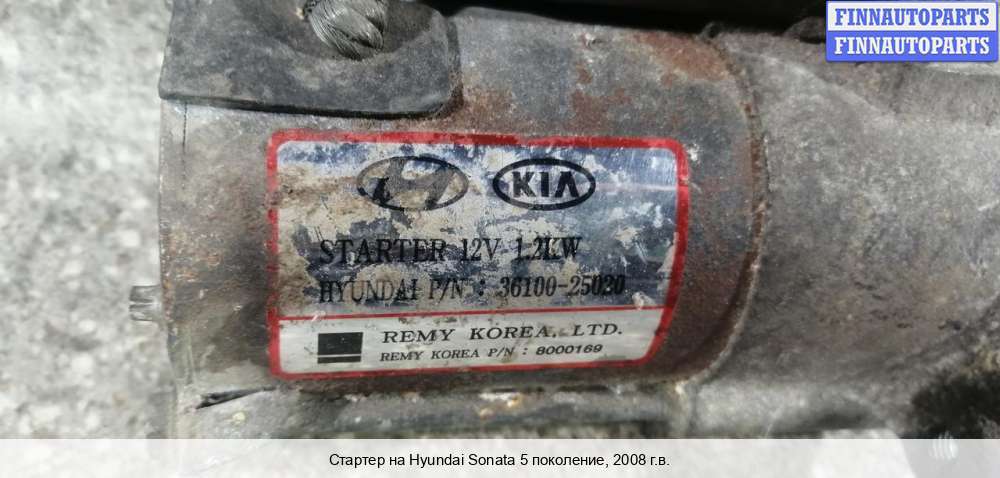 FINNAUTOPARTS
FINNAUTOPARTS
KIA
STARTER 12V 1.2KW
HYUNDAI P/N : 36100-25020
REMY KOREA. LTD.
REMY KOREA P/N : 8000169
Стартер на Hyundai Sonata 5 поколение, 2008 г.в.